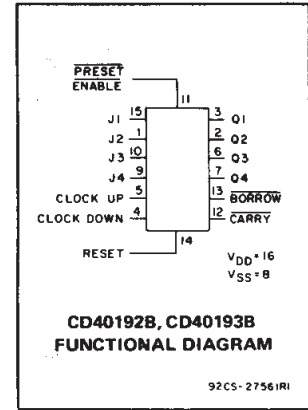 PRESET
ENABLE
11
J1 15 3 Q1
J2 1 2 Q2
J3 10 6 Q3
J4 9 7 Q4
CLOCK UP 5 13 BORROW
CLOCK DOWN 4 12 CARRY
RESET 14
VDD=16
VSS=8
CD40192B, CD40193B
FUNCTIONAL DIAGRAM
92CS-27561RI